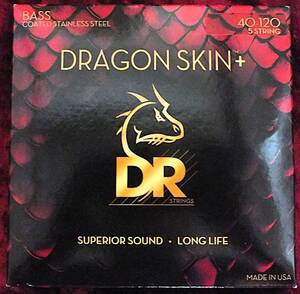 BASS
COATED STAINLESS STEEL
40-120
5 STRING
DRAGON SKIN+
DR
STRINGS
SUPERIOR SOUND • LONG LIFE
MADE IN USA